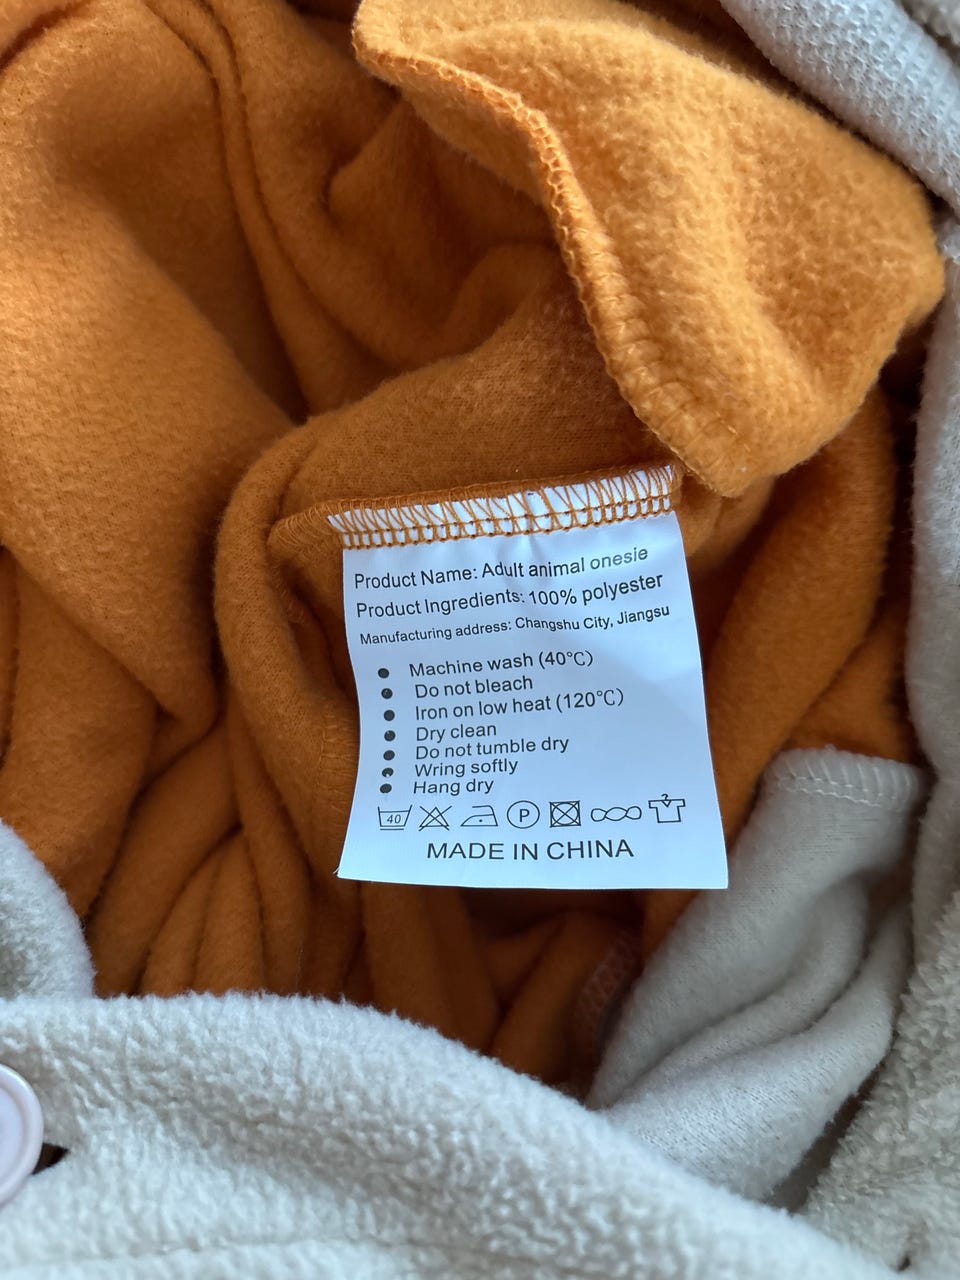 Product Name: Adult animal onesie
Product Ingredients: 100% polyester
Manufacturing address: Changshu City, Jiangsu
● Machine wash (40℃)
● Do not bleach
● Iron on low heat (120℃)
● Dry clean
● Do not tumble dry
● Wring softly
● Hang dry
40 P
MADE IN CHINA